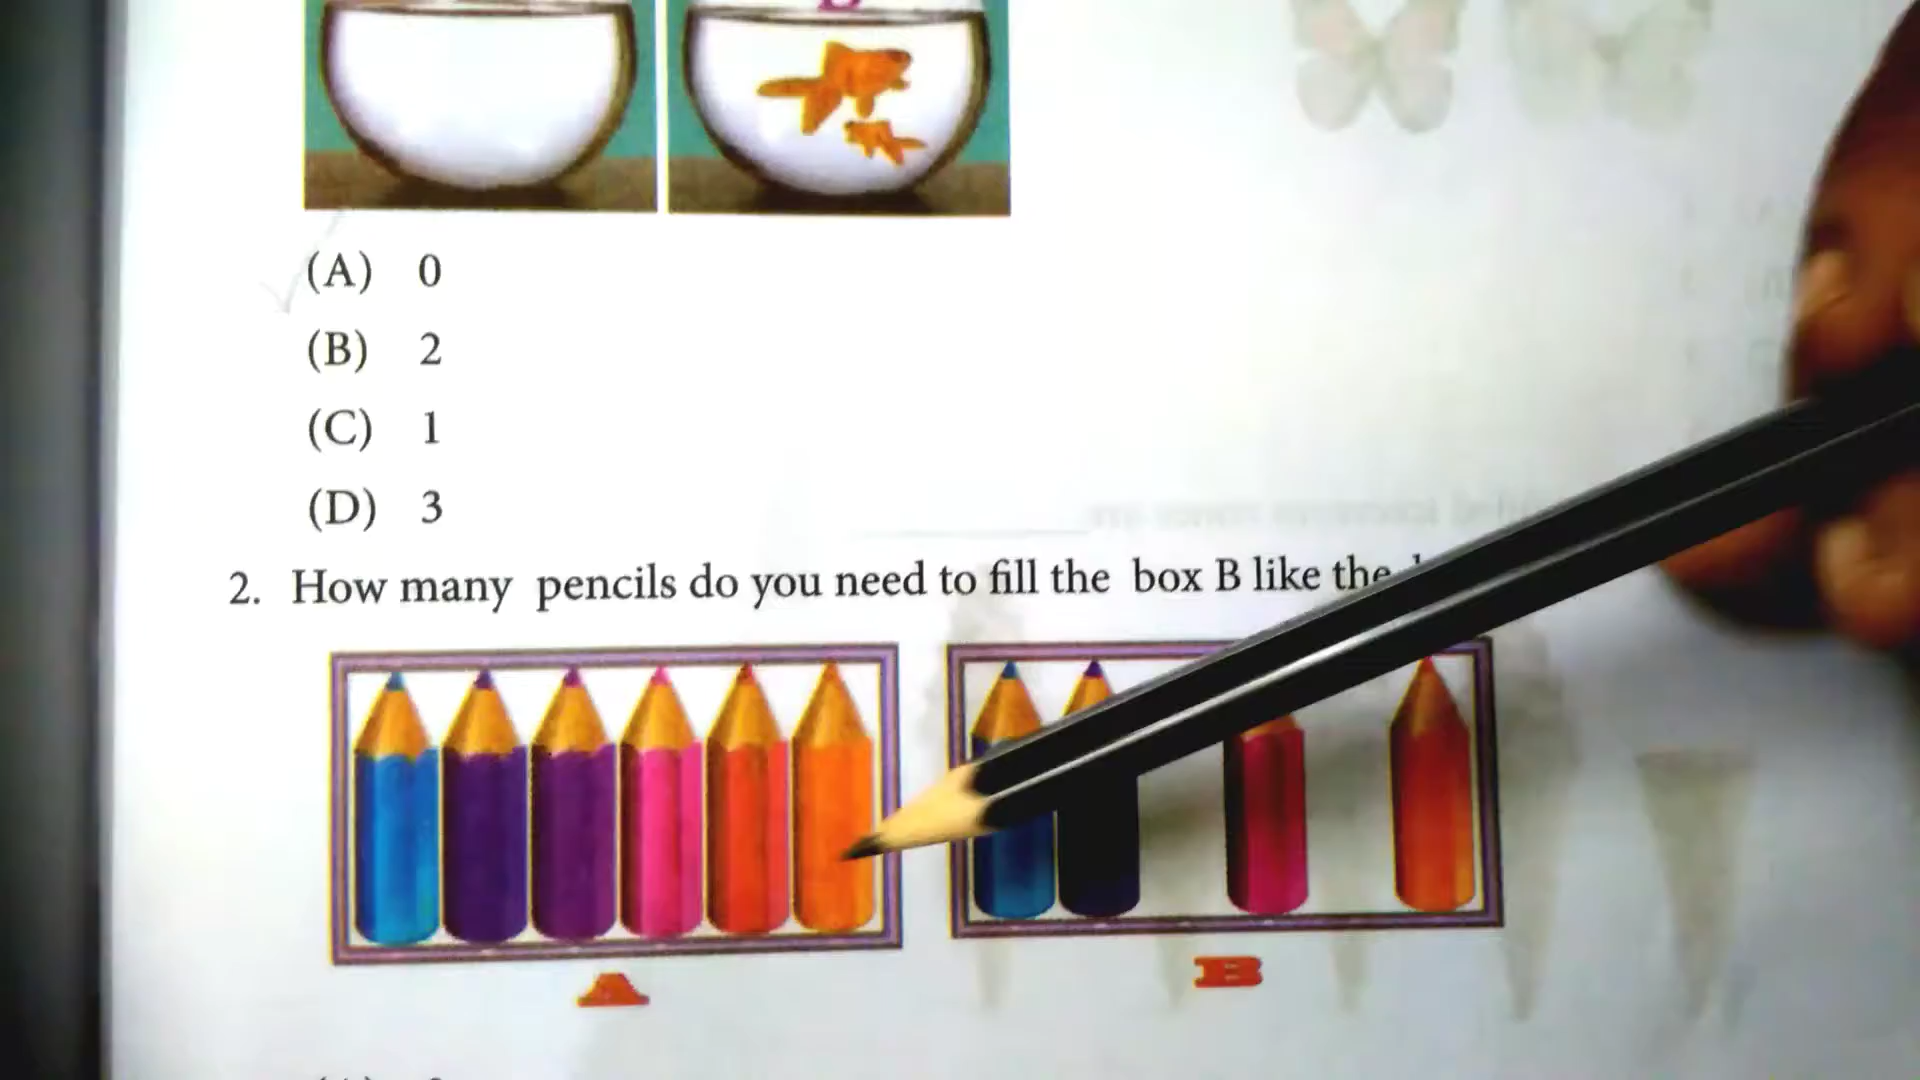 (A) 0
(B) 2
(C) 1
(D) 3
2. How many pencils do you need to fill the box B like the
A
B